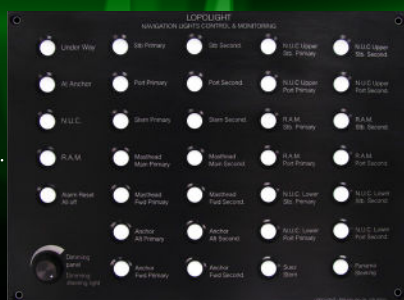 LOPOLIGHT
NAVIGATION LIGHTS CONTROL & MONITORING
Under Way
Stb Primary
Stb Second.
N.U.C Upper
Stb. Primary
N.U.C Upper
Stb. Second.
At Anchor
Port Primary
Port Second.
N.U.C Upper
Port Primary
N.U.C Upper
Port Second.
N.U.C.
Stern Primary
Stern Second.
R.A.M.
Stb. Primary
R.A.M.
Stb. Second.
R.A.M.
Masthead
Main Primary
Masthead
Main Second.
R.A.M.
Port Primary
R.A.M.
Port Second.
Alarm Reset
All off
Masthead
Fwd Primary
Masthead
Fwd Second.
N.U.C. Lower
Stb. Primary
N.U.C. Lower
Stb. Second.
Anchor
Aft Primary
Anchor
Aft Second.
N.U.C. Lower
Port Primary
N.U.C. Lower
Port Second.
Dimming
panel
Dimming
steering light
Anchor
Fwd Primary
Anchor
Fwd Second.
Suez
Stern
Dynamic
Steering